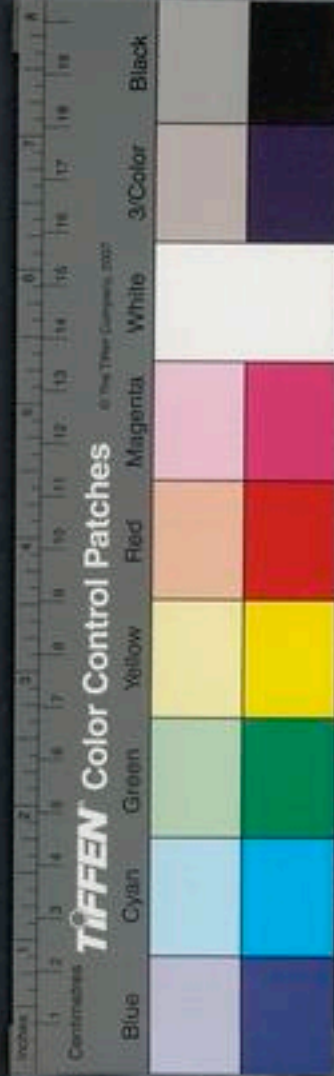 Inches 1 2 3 4 5 6 7 8
Centimetres 1 2 3 4 5 6 7 8 9 10 11 12 13 14 15 16 17 18 19
TIFFEN Color Control Patches © The Tiffen Company, 2007
Blue Cyan Green Yellow Red Magenta White 3/Color Black